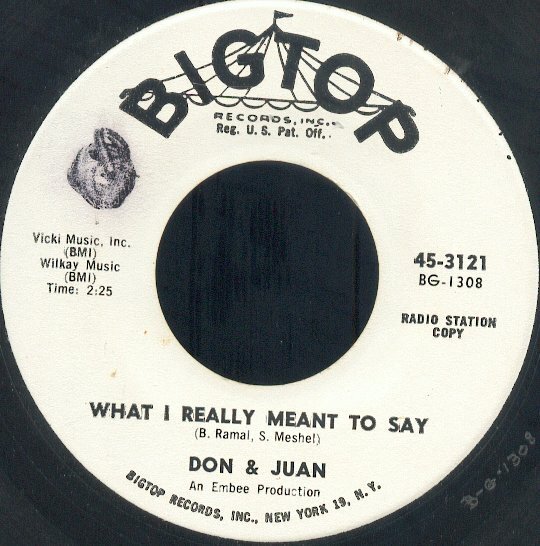 BIGTOP
RECORDS, INC.
Reg. U. S. Pat. Off.
Vicki Music, Inc.
(BMI)
Wilkay Music
(BMI)
Time: 2:25
45-3121
BG-1308
RADIO STATION
COPY
WHAT I REALLY MEANT TO SAY
(B. Ramal, S. Meshel)
DON & JUAN
An Embee Production
BIGTOP RECORDS, INC., NEW YORK 19, N. Y.
B-G-1308